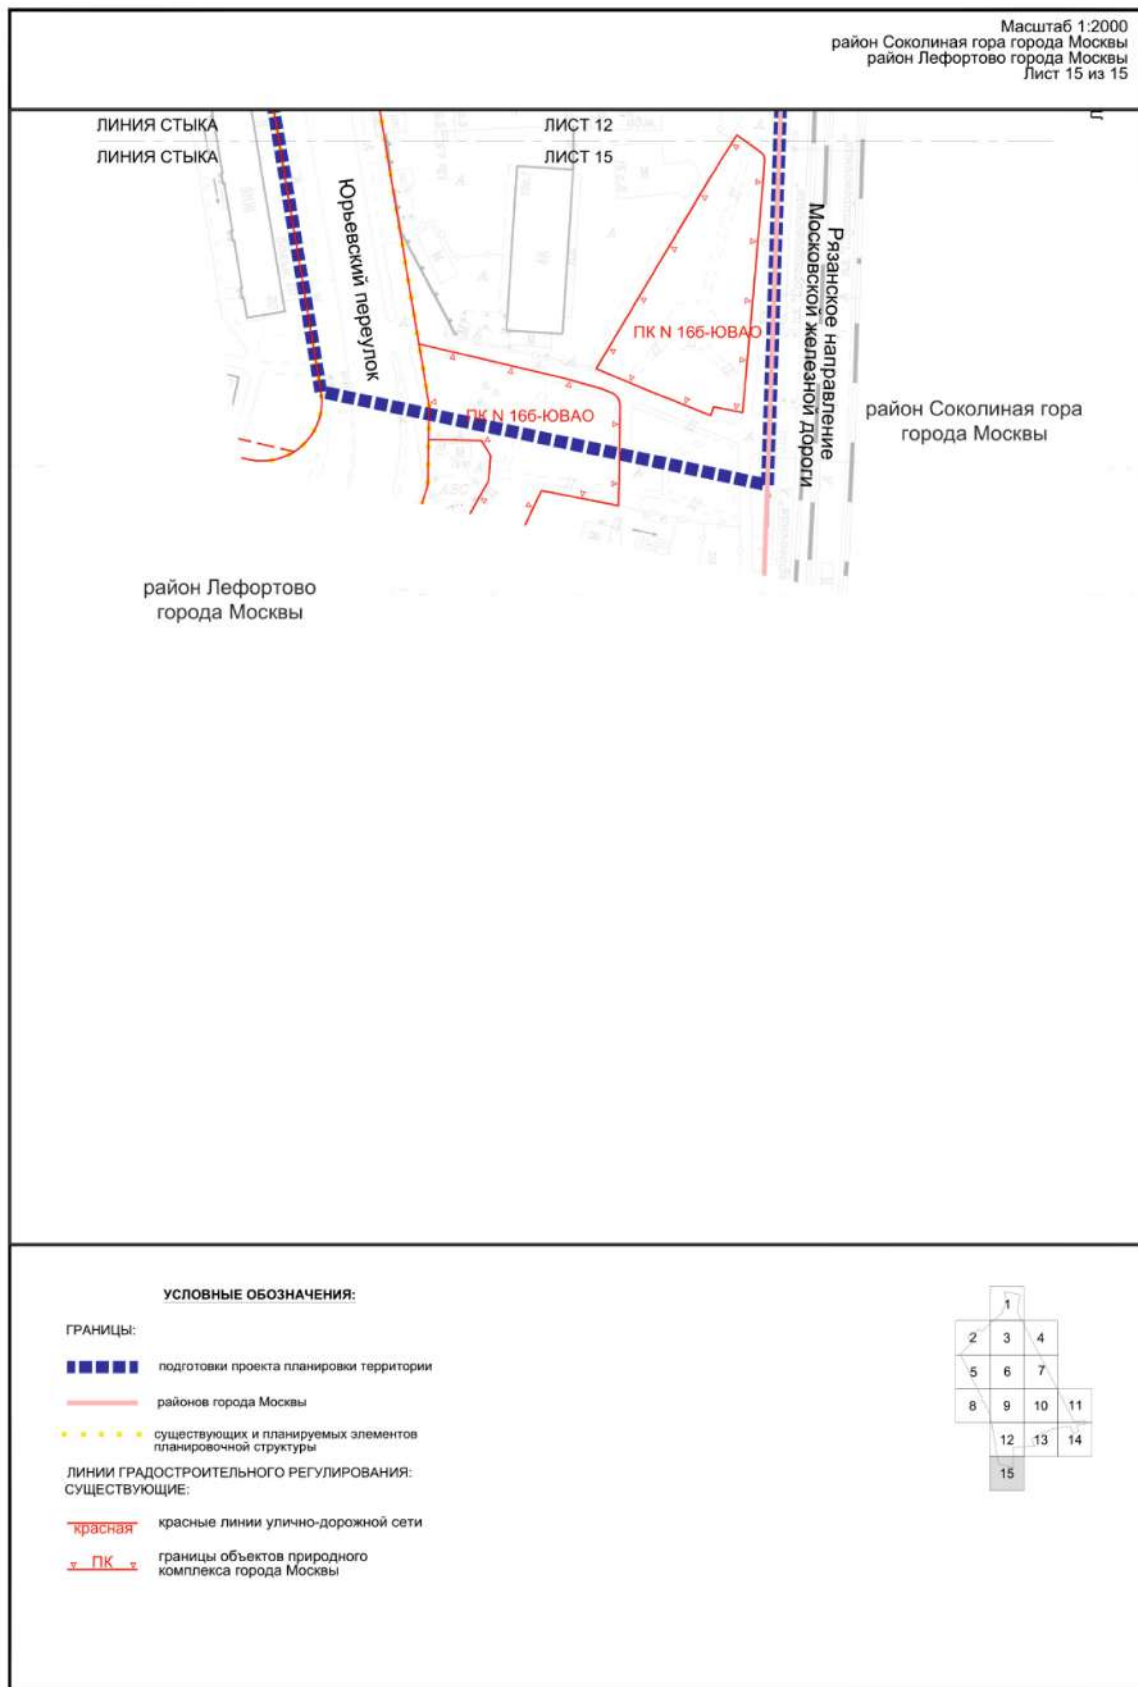 Масштаб 1:2000
район Соколиная гора города Москвы
район Лефортово города Москвы
Лист 15 из 15
ЛИНИЯ СТЫКА ЛИСТ 12
ЛИНИЯ СТЫКА ЛИСТ 15
Юрьевский переулок
ПК N 166-ЮВАО
ПК N 166-ЮВАО
Рязанское направление
Московской железной дороги
район Соколиная гора
города Москвы
район Лефортово
города Москвы
УСЛОВНЫЕ ОБОЗНАЧЕНИЯ:
ГРАНИЦЫ:
подготовки проекта планировки территории
районов города Москвы
существующих и планируемых элементов
планировочной структуры
ЛИНИИ ГРАДОСТРОИТЕЛЬНОГО РЕГУЛИРОВАНИЯ:
СУЩЕСТВУЮЩИЕ:
красная красные линии улично-дорожной сети
ПК границы объектов природного
комплекса города Москвы
1
2 3 4
5 6 7
8 9 10 11
12 13 14
15